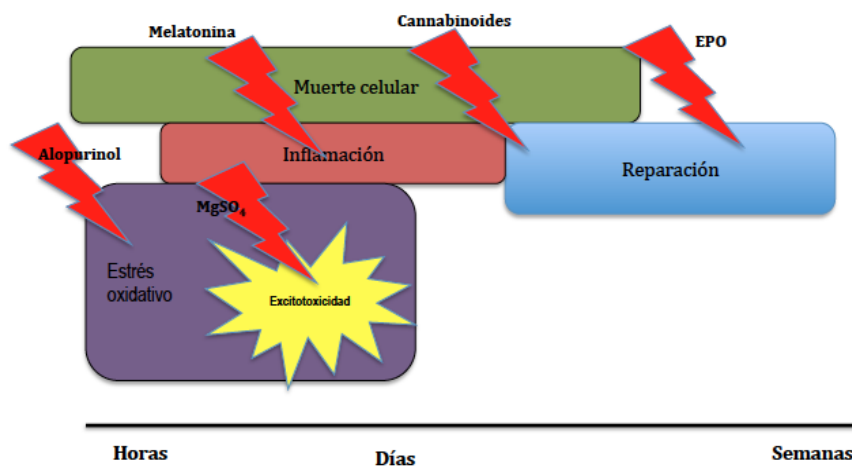 Melatonina
Cannabinoides
EPO
Muerte celular
Alopurinol
Inflamación
Reparación
MgSO₄
Estrés
oxidativo
Excitotoxicidad
Horas
Días
Semanas